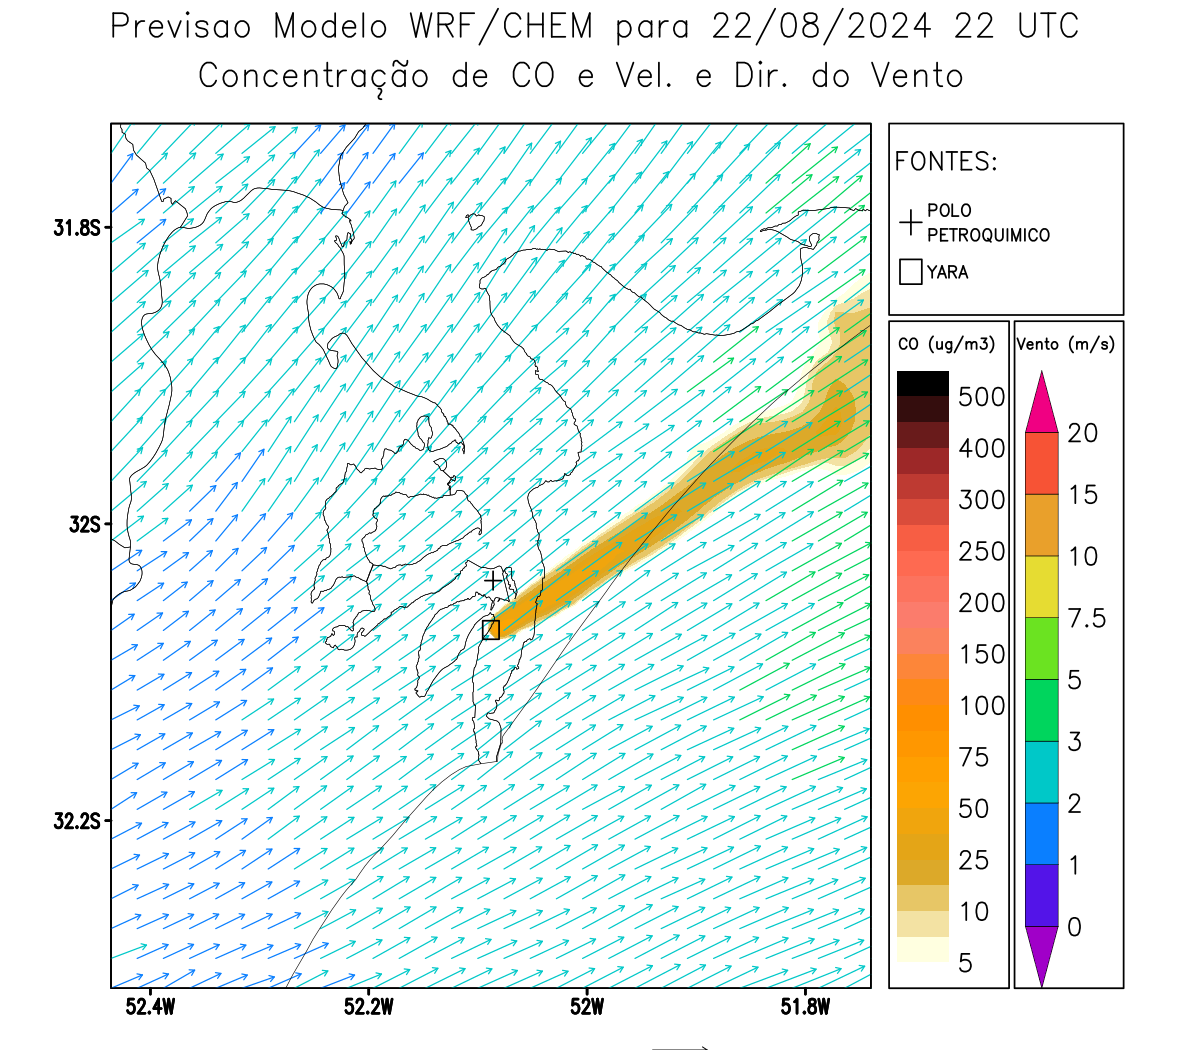 Previsao Modelo WRF/CHEM para 22/08/2024 22 UTC
Concentração de CO e Vel. e Dir. do Vento
FONTES:
POLO
PETROQUIMICO
YARA
CO (ug/m3)
500
400
300
250
200
150
100
75
50
25
10
5
Vento (m/s)
20
15
10
7.5
5
3
2
1
0
31.8S
32S
32.2S
52.4W
52.2W
52W
51.8W